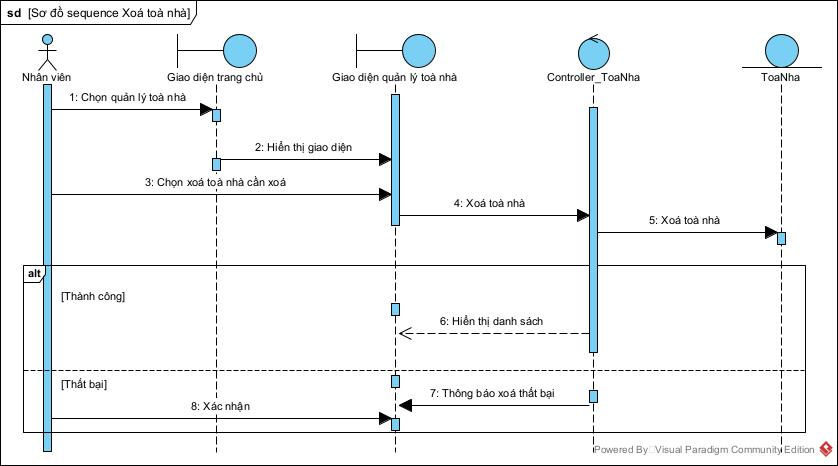 sd [Sơ đồ sequence Xoá toà nhà]
Nhân viên
Giao diện trang chủ
Giao diện quản lý toà nhà
Controller_ToaNha
ToaNha
1: Chọn quản lý toà nhà
2: Hiển thị giao diện
3: Chọn xoá toà nhà cần xoá
4: Xoá toà nhà
5: Xoá toà nhà
alt
[Thành công]
6: Hiển thị danh sách
[Thất bại]
7: Thông báo xoá thất bại
8: Xác nhận
Powered By Visual Paradigm Community Edition